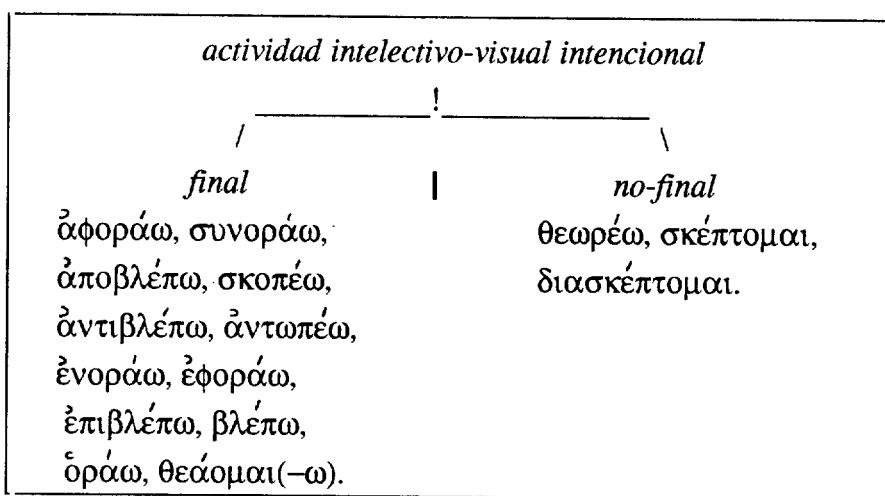 actividad intelectivo-visual intencional
!
/ \
final | no-final
ἀφοράω, συνοράω, θεωρέω, σκέπτομαι,
ἀποβλέπω, σκοπέω, διασκέπτομαι.
ἀντιβλέπω, ἀντωπέω,
ἐνοράω, ἐφοράω,
ἐπιβλέπω, βλέπω,
ὁράω, θεάομαι(–ω).